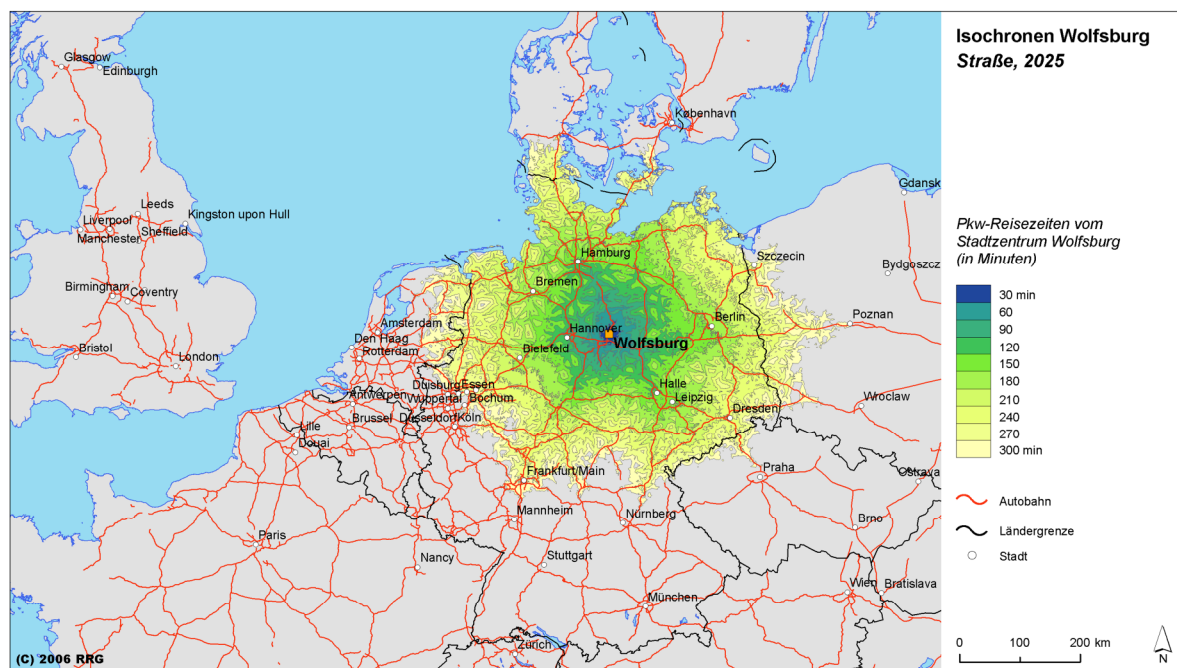 Isochronen Wolfsburg
Straße, 2025
Glasgow
Edinburgh
København
Gdansk
Leeds
Kingston upon Hull
Liverpool
Sheffield
Manchester
Hamburg
Szczecin
Bydgoszcz
Birmingham
Coventry
Bremen
Amsterdam
Hannover
Berlin
Poznan
Den Haag
Wolfsburg
Rotterdam
Bielefeld
Bristol
London
Duisburg
Essen
Halle
Antwerpen
Wuppertal
Bochum
Leipzig
Wroclaw
Brussel
Düsseldorf
Köln
Dresden
Lille
Douai
Frankfurt/Main
Praha
Ostrava
Mannheim
Nürnberg
Brno
Paris
Nancy
Stuttgart
Wien
Bratislava
München
Zürich
(C) 2006 RRG
Pkw-Reisezeiten vom
Stadtzentrum Wolfsburg
(in Minuten)
30 min
60
90
120
150
180
210
240
270
300 min
Autobahn
Ländergrenze
Stadt
0 100 200 km
N